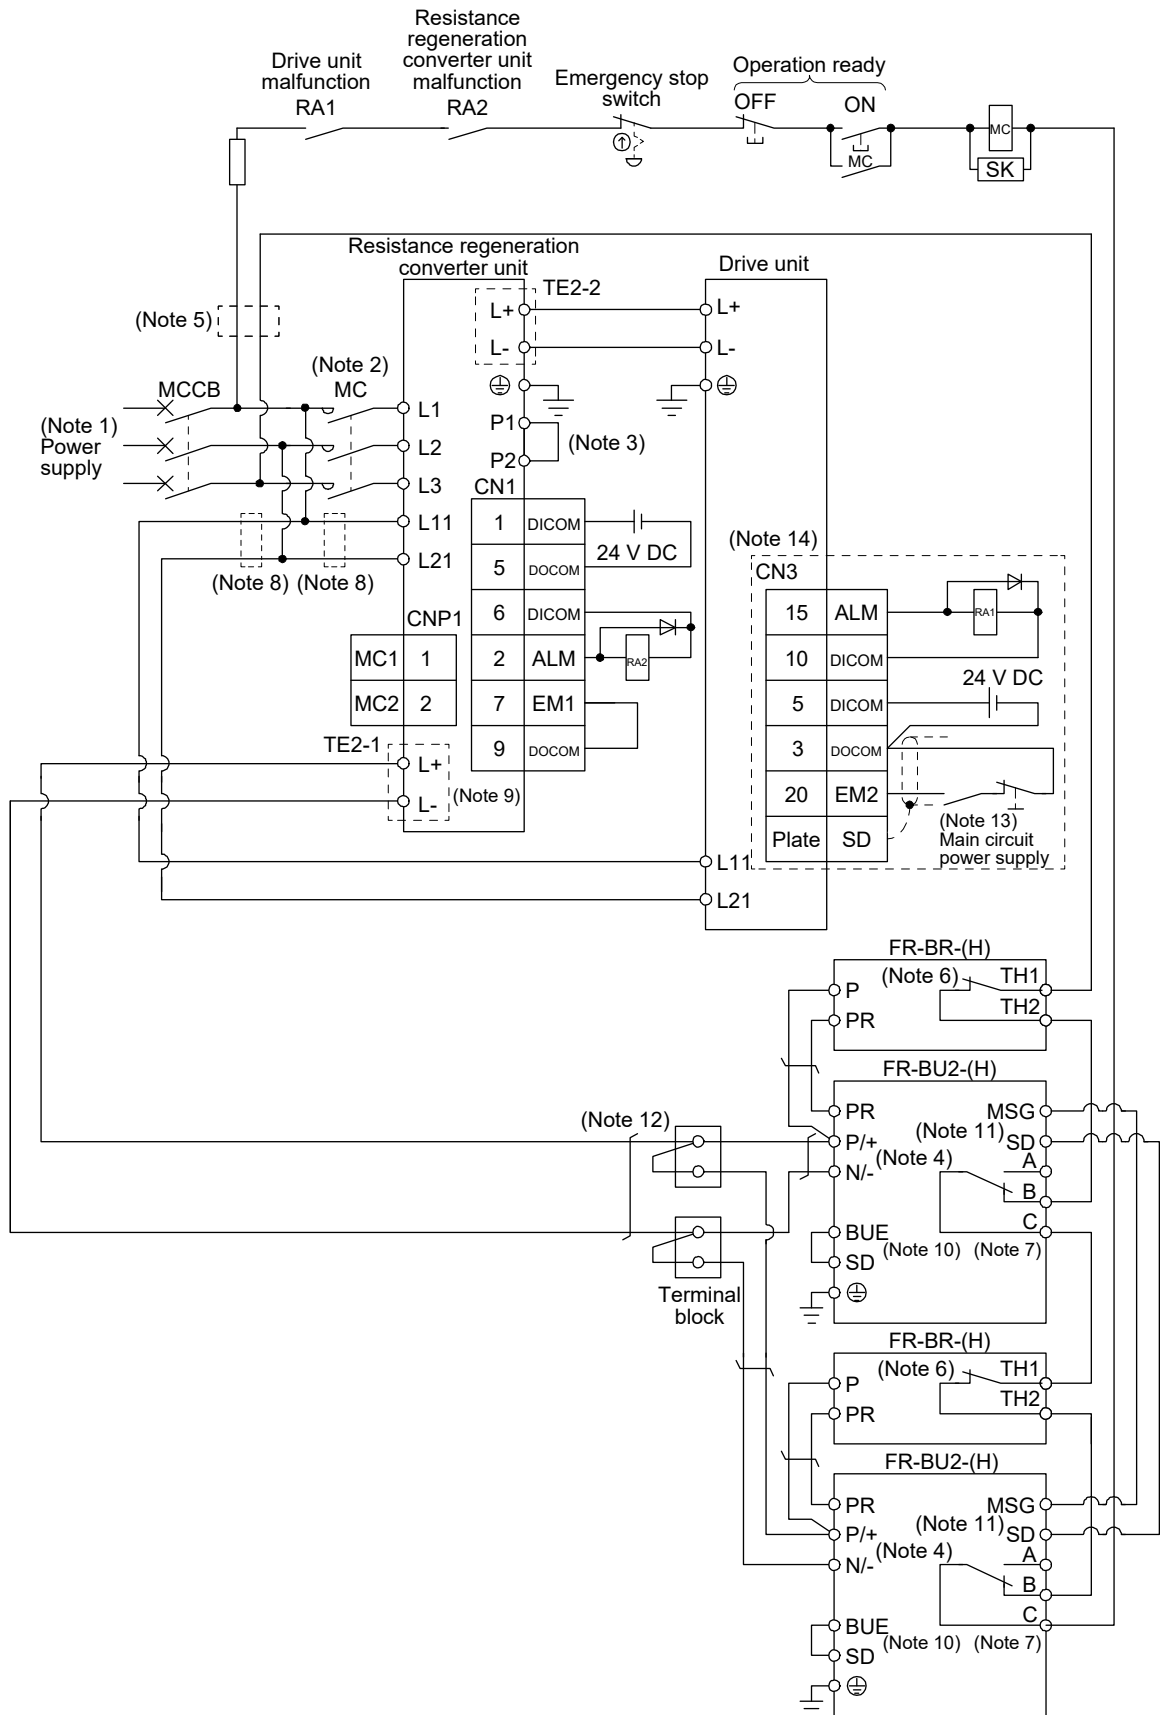 Resistance
regeneration
converter unit
malfunction
RA2
Drive unit
malfunction
RA1
Emergency stop
switch
Operation ready
OFF
ON
MC
MC
SK
Resistance regeneration
converter unit
Drive unit
TE2-2
L+
L-
L+
L-
(Note 5)
(Note 2)
MC
MCCB
(Note 1)
Power
supply
L1
L2
L3
L11
L21
P1
P2
(Note 3)
(Note 8)
(Note 8)
CN1
1 DICOM
5 DOCOM
6 DICOM
2 ALM
7 EM1
9 DOCOM
24 V DC
RA2
CNP1
MC1 1
MC2 2
TE2-1
L+
L-
(Note 9)
(Note 14)
CN3
15 ALM
10 DICOM
5 DICOM
3 DOCOM
20 EM2
Plate SD
RA1
24 V DC
(Note 13)
Main circuit
power supply
L11
L21
FR-BR-(H)
P
(Note 6)
TH1
TH2
PR
FR-BU2-(H)
PR
MSG
(Note 11)
SD
P/+
(Note 4)
A
N/-
B
C
BUE
(Note 10)
(Note 7)
SD
(Note 12)
Terminal
block
FR-BR-(H)
P
(Note 6)
TH1
TH2
PR
FR-BU2-(H)
PR
MSG
(Note 11)
SD
P/+
(Note 4)
A
N/-
B
C
BUE
(Note 10)
(Note 7)
SD